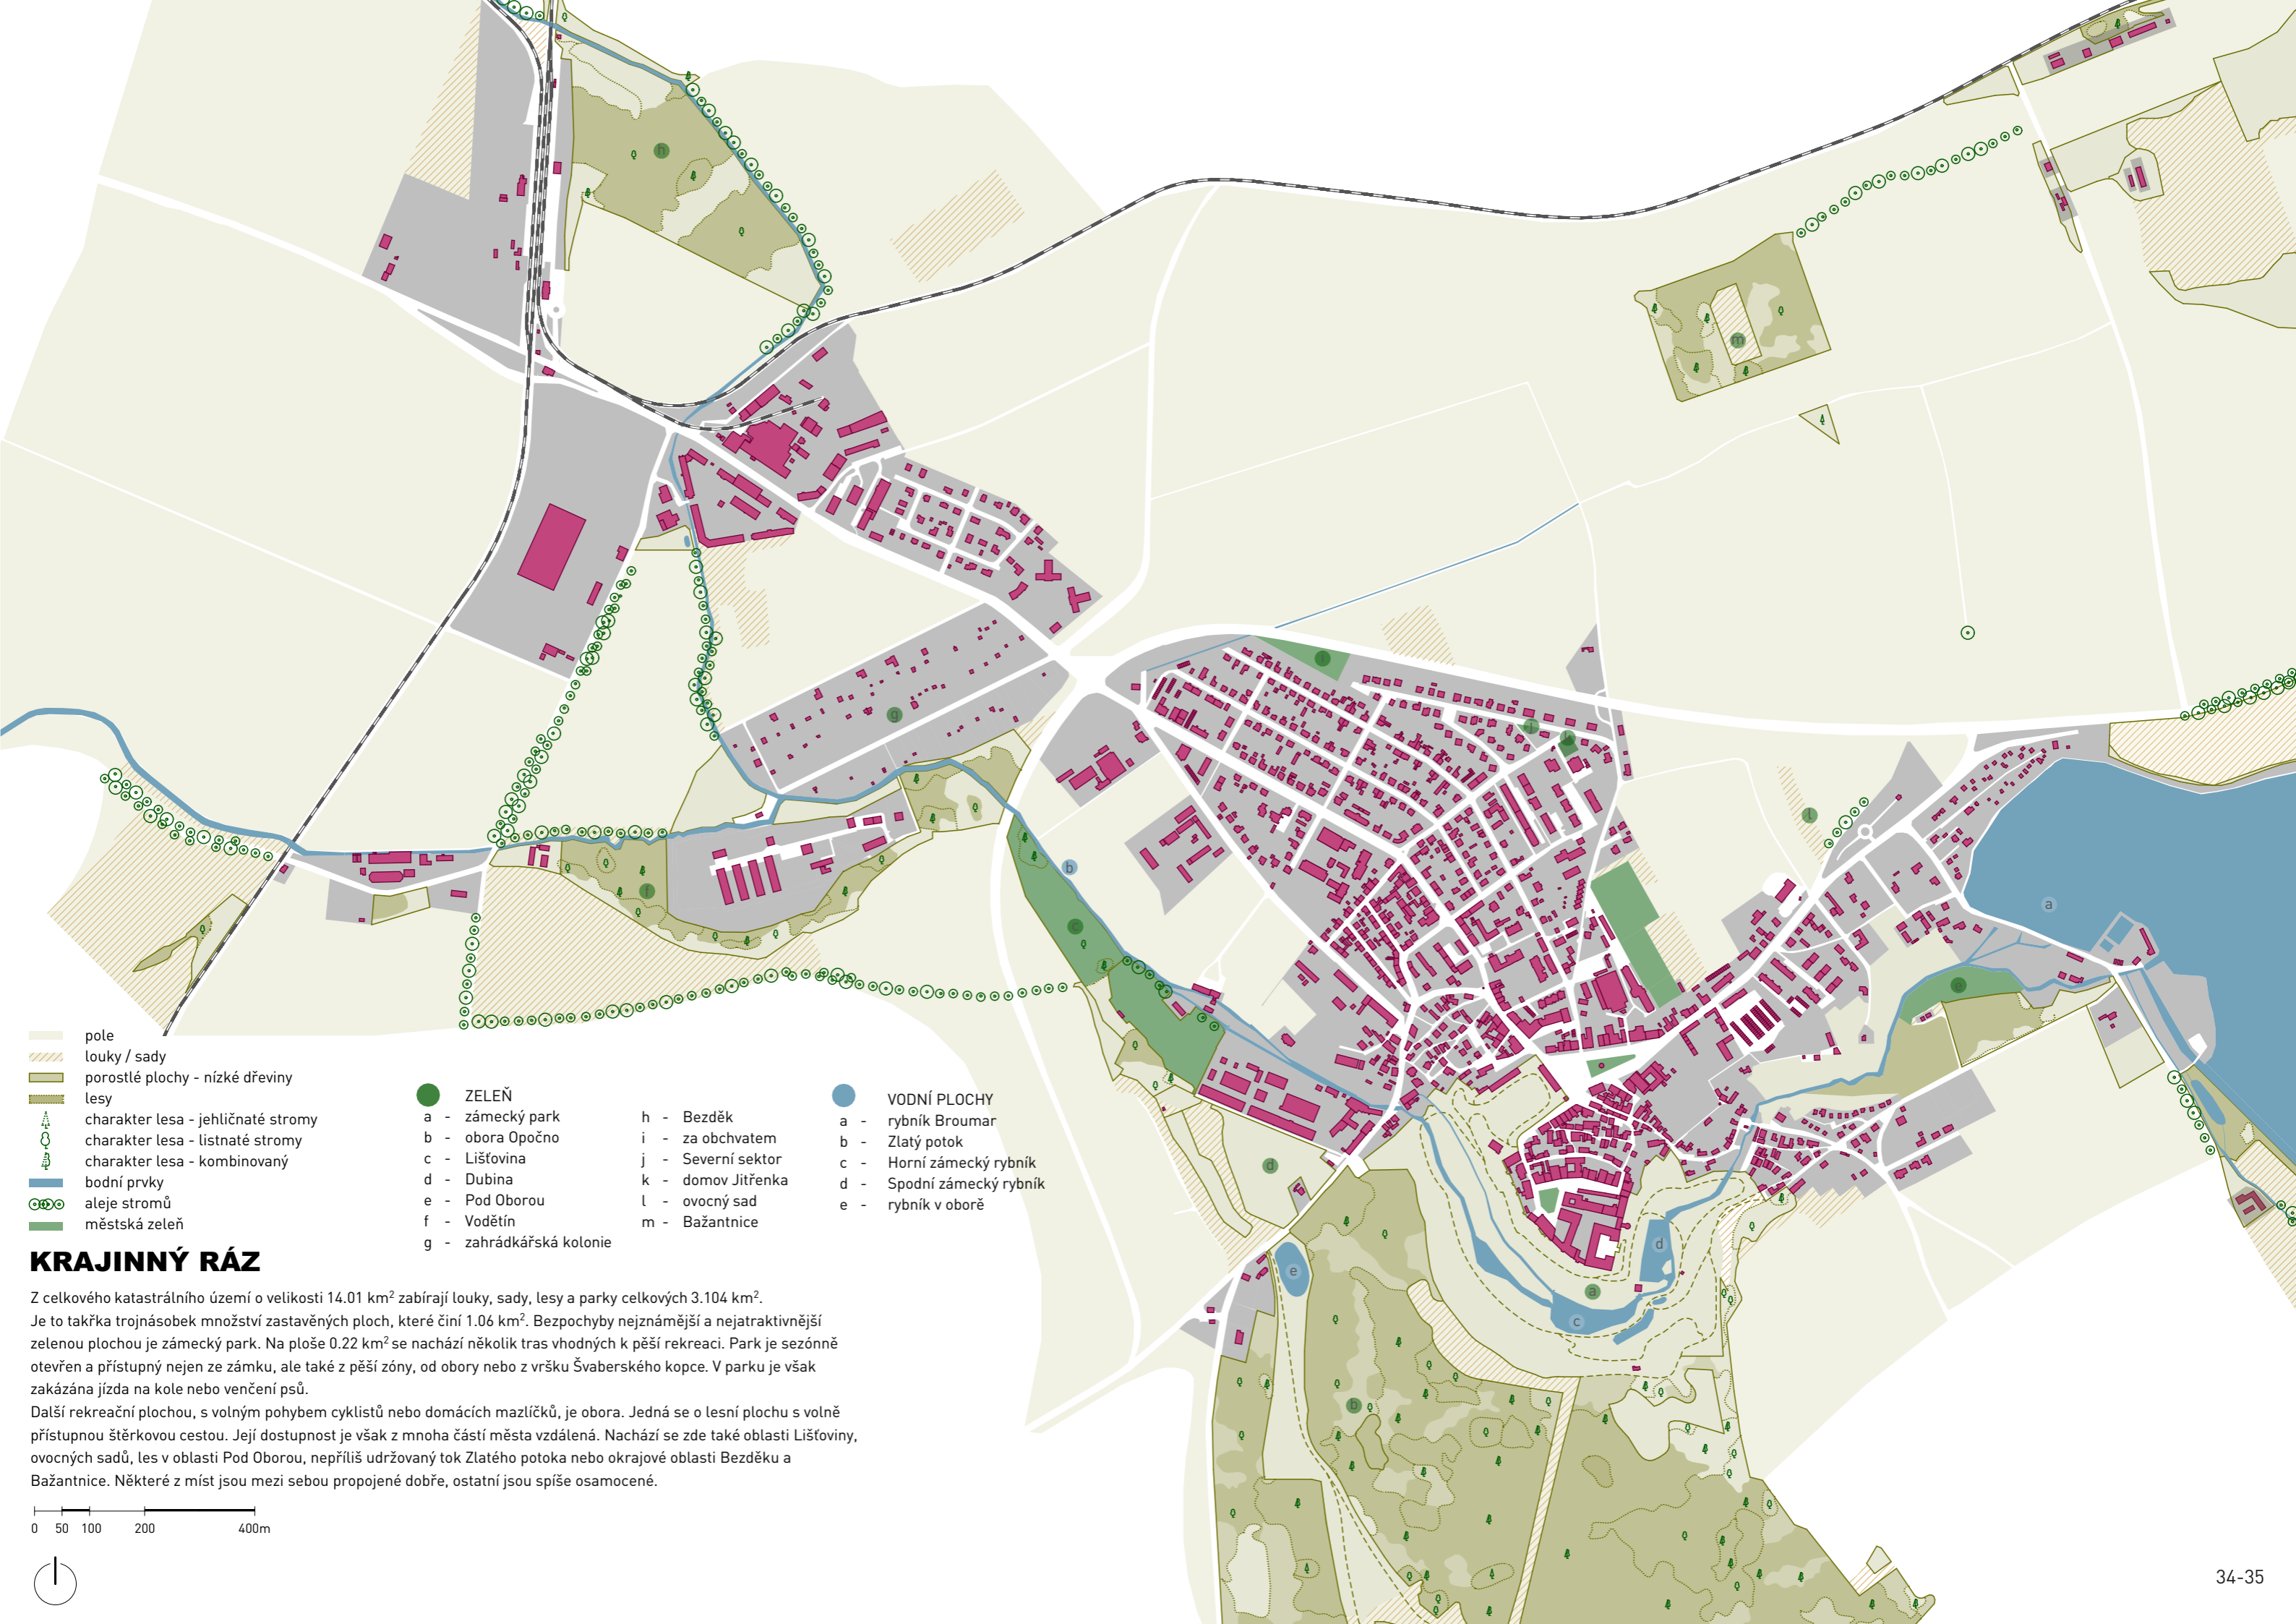 h
m
i
j
k
g
l
a
b
f
c
e
d
d
e
a
c
b
pole
louky / sady
porostlé plochy - nízké dřeviny
lesy
charakter lesa - jehličnaté stromy
charakter lesa - listnaté stromy
charakter lesa - kombinovaný
bodní prvky
aleje stromů
městská zeleň
ZELEŇ
a - zámecký park
b - obora Opočno
c - Lišťovina
d - Dubina
e - Pod Oborou
f - Vodětín
g - zahrádkářská kolonie
h - Bezděk
i - za obchvatem
j - Severní sektor
k - domov Jitřenka
l - ovocný sad
m - Bažantnice
VODNÍ PLOCHY
a - rybník Broumar
b - Zlatý potok
c - Horní zámecký rybník
d - Spodní zámecký rybník
e - rybník v oboře
KRAJINNÝ RÁZ
Z celkového katastrálního území o velikosti 14.01 km² zabírají louky, sady, lesy a parky celkových 3.104 km².
Je to takřka trojnásobek množství zastavěných ploch, které činí 1.06 km². Bezpochyby nejznámější a nejatraktivnější
zelenou plochou je zámecký park. Na ploše 0.22 km² se nachází několik tras vhodných k pěší rekreaci. Park je sezónně
otevřen a přístupný nejen ze zámku, ale také z pěší zóny, od obory nebo z vršku Švaberského kopce. V parku je však
zakázána jízda na kole nebo venčení psů.
Další rekreační plochou, s volným pohybem cyklistů nebo domácích mazlíčků, je obora. Jedná se o lesní plochu s volně
přístupnou štěrkovou cestou. Její dostupnost je však z mnoha částí města vzdálená. Nachází se zde také oblasti Lišťoviny,
ovocných sadů, les v oblasti Pod Oborou, nepříliš udržovaný tok Zlatého potoka nebo okrajové oblasti Bezděku a
Bažantnice. Některé z míst jsou mezi sebou propojené dobře, ostatní jsou spíše osamocené.
0 50 100 200 400m
34-35